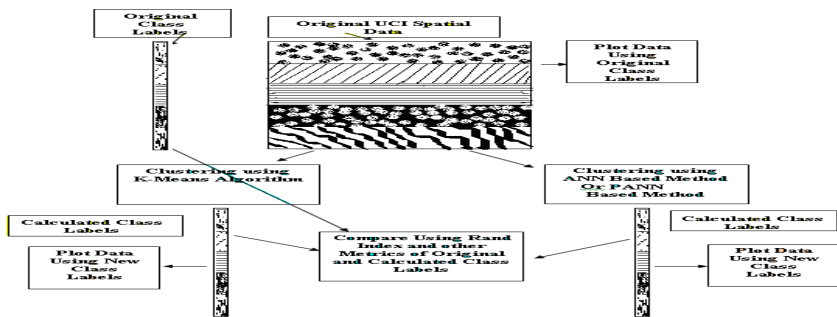 Original
Class
Labels
Original UCI Spatial
Data
Plot Data
Using
Original
Class
Labels
Clustering using
K-Means Algorithm
Clustering using
ANN Based Method
Or PANN
Based Method
Calculated Class
Labels
Plot Data
Using New
Class
Labels
Compare Using Rand
Index and other
Metrics of Original
and Calculated Class
Labels
Calculated Class
Labels
Plot Data
Using New
Class
Labels